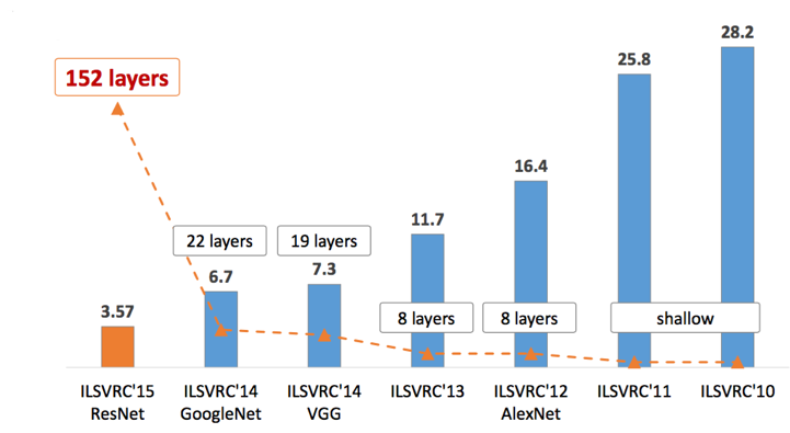 28.2
25.8
152 layers
16.4
11.7
22 layers
19 layers
6.7
7.3
3.57
8 layers
8 layers
shallow
ILSVRC'15
ResNet
ILSVRC'14
GoogleNet
ILSVRC'14
VGG
ILSVRC'13
ILSVRC'12
AlexNet
ILSVRC'11
ILSVRC'10